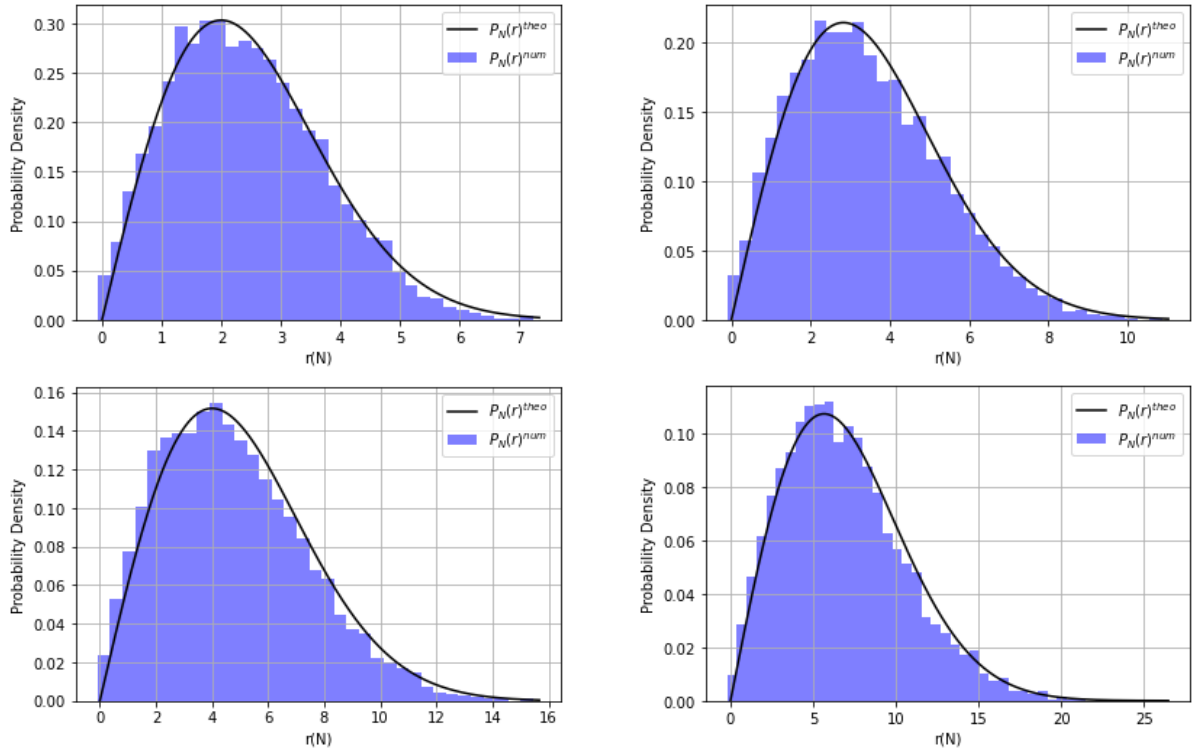 0.30
0.25
0.20
0.15
0.10
0.05
0.00
Probability Density
0 1 2 3 4 5 6 7
r(N)
P_N(r)^{theo}
P_N(r)^{num}
0.20
0.15
0.10
0.05
0.00
Probability Density
0 2 4 6 8 10
r(N)
P_N(r)^{theo}
P_N(r)^{num}
0.16
0.14
0.12
0.10
0.08
0.06
0.04
0.02
0.00
Probability Density
0 2 4 6 8 10 12 14 16
r(N)
P_N(r)^{theo}
P_N(r)^{num}
0.10
0.08
0.06
0.04
0.02
0.00
Probability Density
0 5 10 15 20 25
r(N)
P_N(r)^{theo}
P_N(r)^{num}